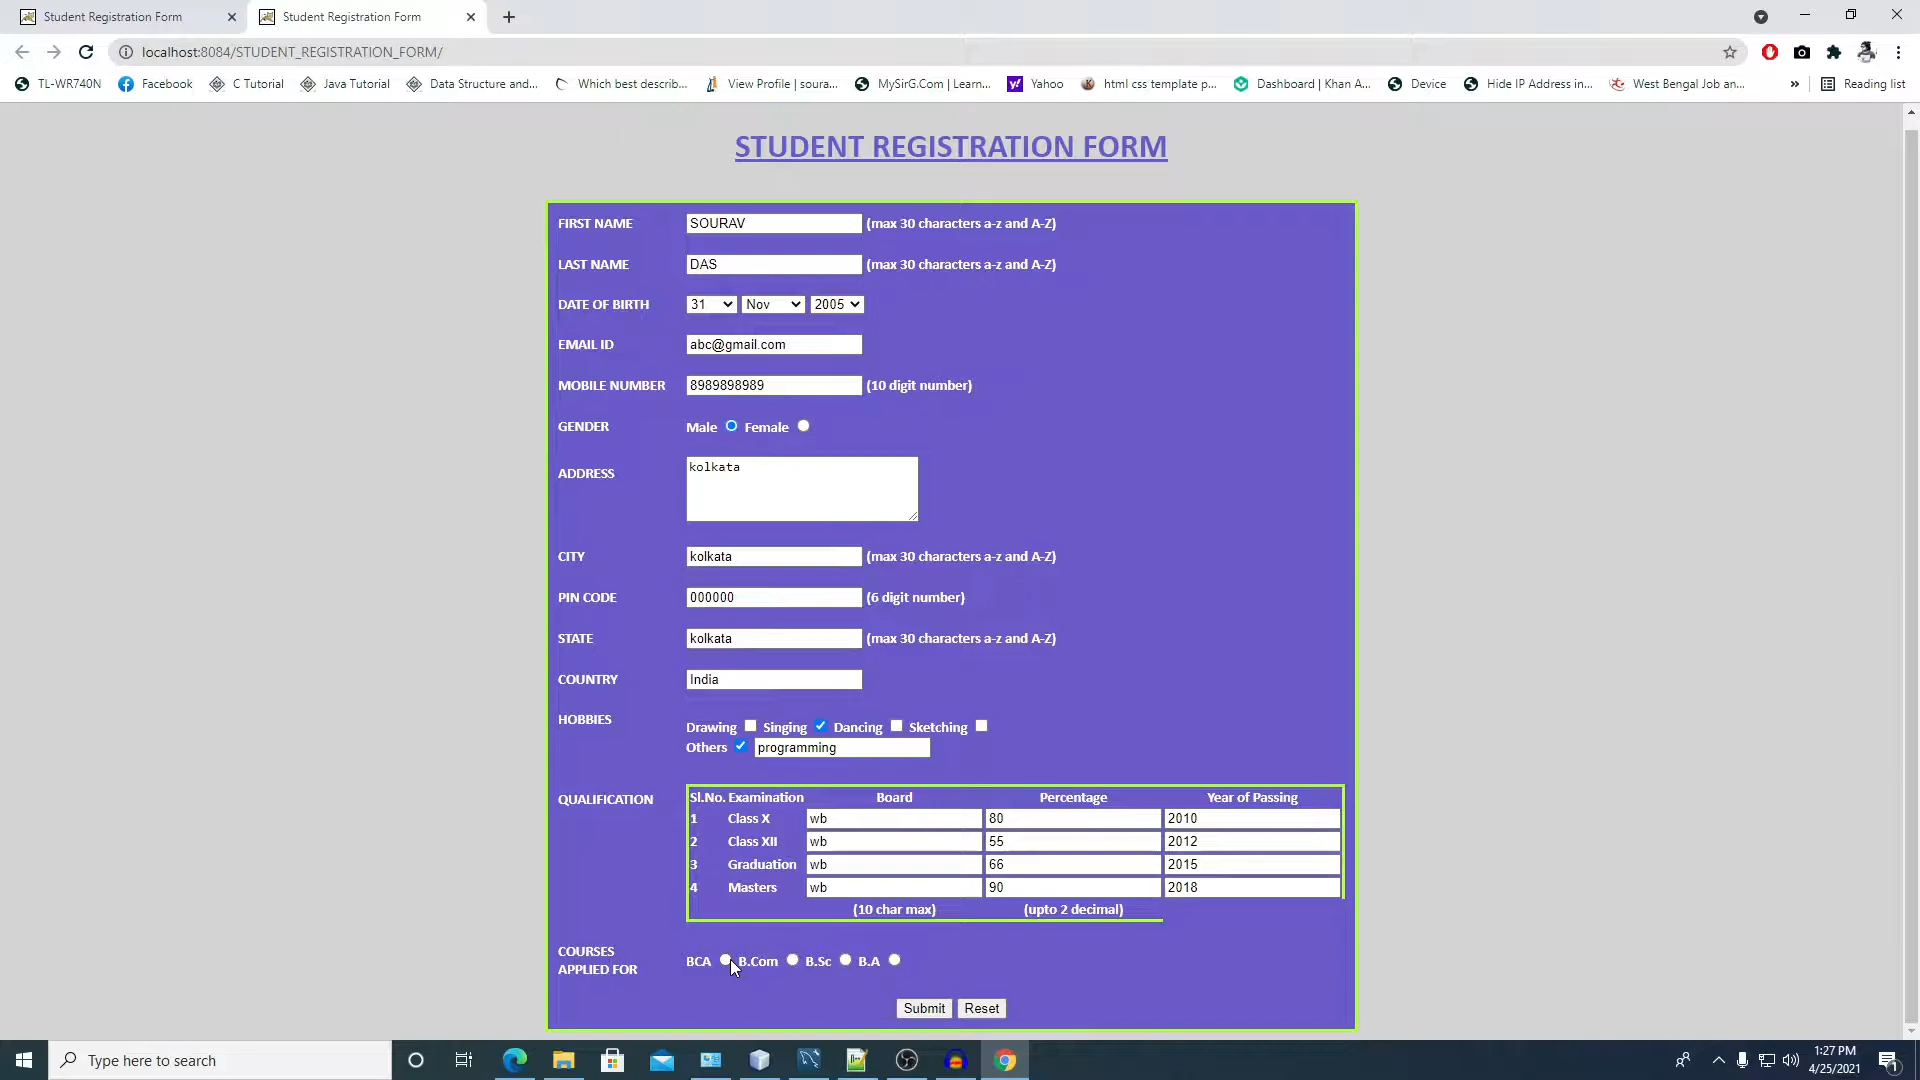 Student Registration Form
Student Registration Form
localhost:8084/STUDENT_REGISTRATION_FORM/
TL-WR740N Facebook C Tutorial Java Tutorial Data Structure and... Which best describ... View Profile | soura... MySirG.Com | Learn... Yahoo html css template p... Dashboard | Khan A... Device Hide IP Address in... West Bengal Job an... » Reading list
STUDENT REGISTRATION FORM
FIRST NAME SOURAV (max 30 characters a-z and A-Z)
LAST NAME DAS (max 30 characters a-z and A-Z)
DATE OF BIRTH 31 Nov 2005
EMAIL ID abc@gmail.com
MOBILE NUMBER 8989898989 (10 digit number)
GENDER Male Female
ADDRESS kolkata
CITY kolkata (max 30 characters a-z and A-Z)
PIN CODE 000000 (6 digit number)
STATE kolkata (max 30 characters a-z and A-Z)
COUNTRY India
HOBBIES Drawing Singing Dancing Sketching
Others programming
QUALIFICATION Sl.No. Examination Board Percentage Year of Passing
1 Class X wb 80 2010
2 Class XII wb 55 2012
3 Graduation wb 66 2015
4 Masters wb 90 2018
(10 char max) (upto 2 decimal)
COURSES
APPLIED FOR BCA B.Com B.Sc B.A
Submit Reset
Type here to search
1:27 PM
4/25/2021
1